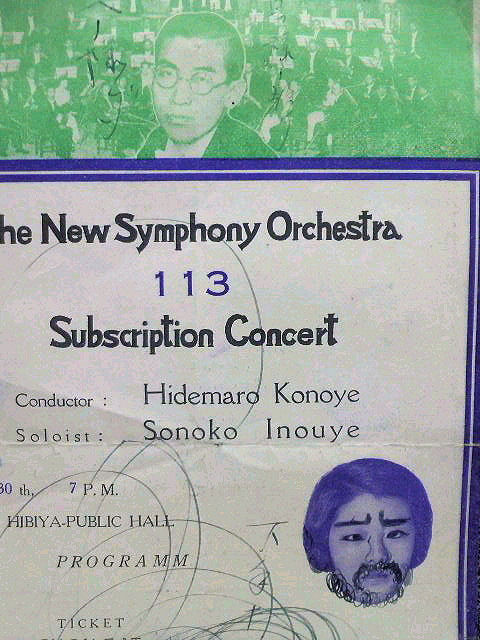 he New Symphony Orchestra
113
Subscription Concert
Conductor : Hidemaro Konoye
Soloist : Sonoko Inouye
30 th, 7 P. M.
HIBIYA-PUBLIC HALL
PROGRAMM
TICKET